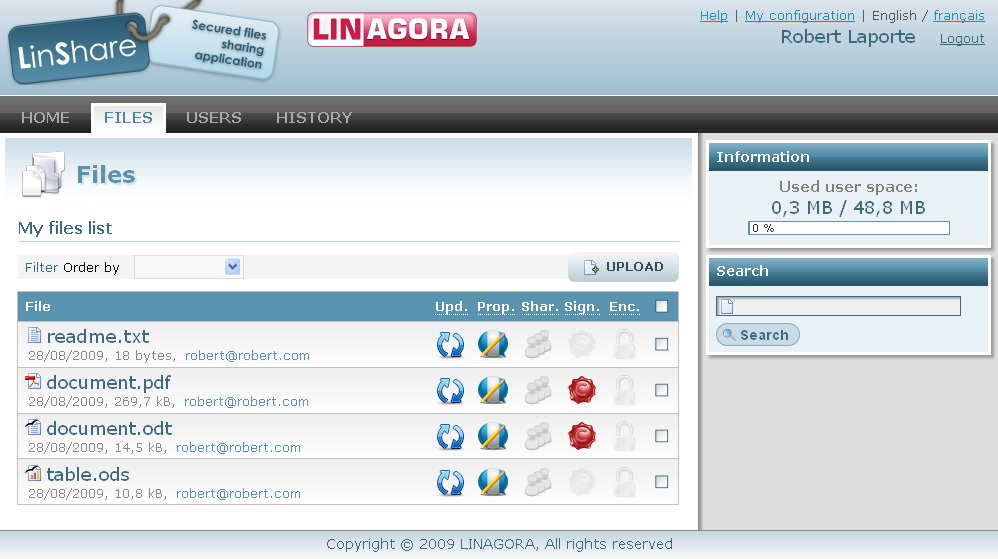 LinShare
Secured files
sharing
application
LINAGORA
Help | My configuration | English / français
Robert Laporte Logout
HOME FILES USERS HISTORY
Files
My files list
Filter Order by
UPLOAD
File Upd. Prop. Shar. Sign. Enc.
readme.txt
28/08/2009, 18 bytes, robert@robert.com
document.pdf
28/08/2009, 269,7 kB, robert@robert.com
document.odt
28/08/2009, 14,5 kB, robert@robert.com
table.ods
28/08/2009, 10,8 kB, robert@robert.com
Information
Used user space:
0,3 MB / 48,8 MB
0 %
Search
Search
Copyright © 2009 LINAGORA, All rights reserved